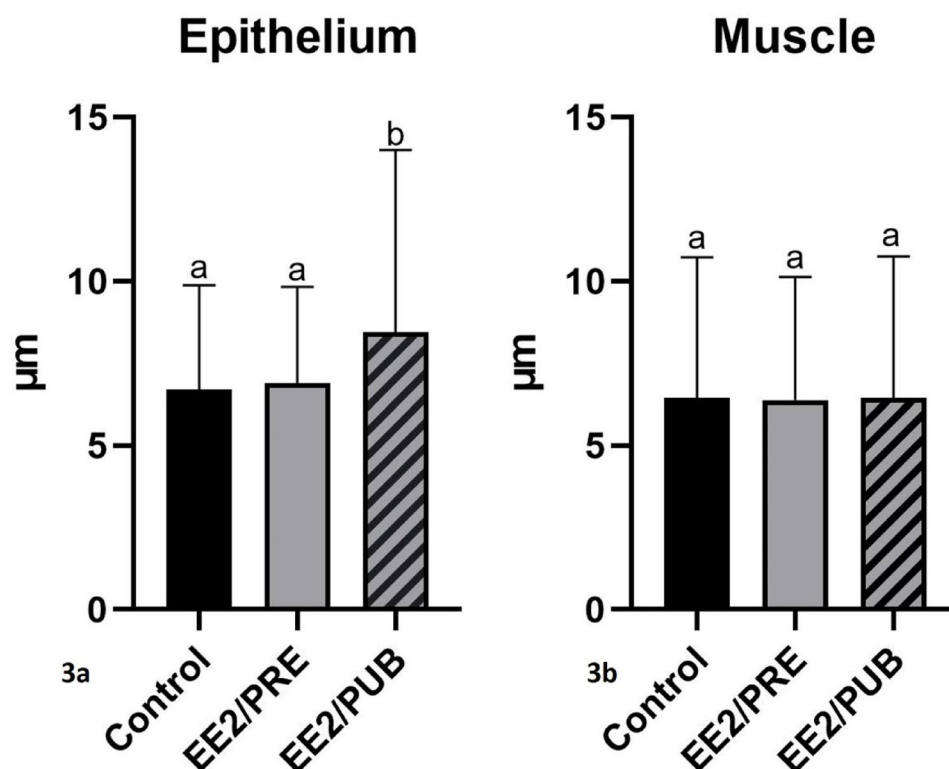 Epithelium
15
10
5
0
µm
a
a
b
Control
EE2/PRE
EE2/PUB
3a
Muscle
15
10
5
0
µm
a
a
a
Control
EE2/PRE
EE2/PUB
3b